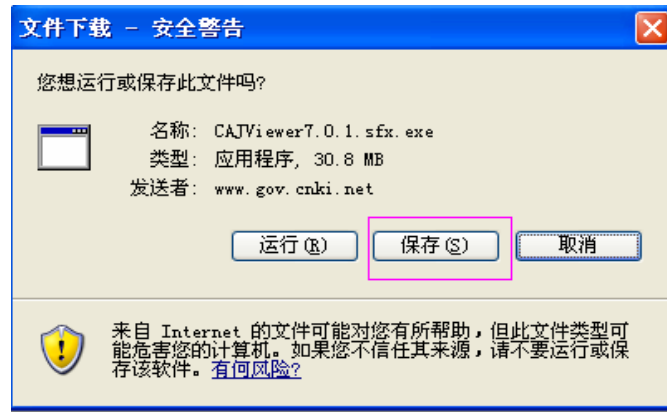 文件下载 - 安全警告
您想运行或保存此文件吗?
名称: CAJViewer7.0.1.sfx.exe
类型: 应用程序, 30.8 MB
发送者: www.gov.cnki.net
运行(R) 保存(S) 取消
来自 Internet 的文件可能对您有所帮助，但此文件类型可
能危害您的计算机。如果您不信任其来源，请不要运行或保
存该软件。有何风险?